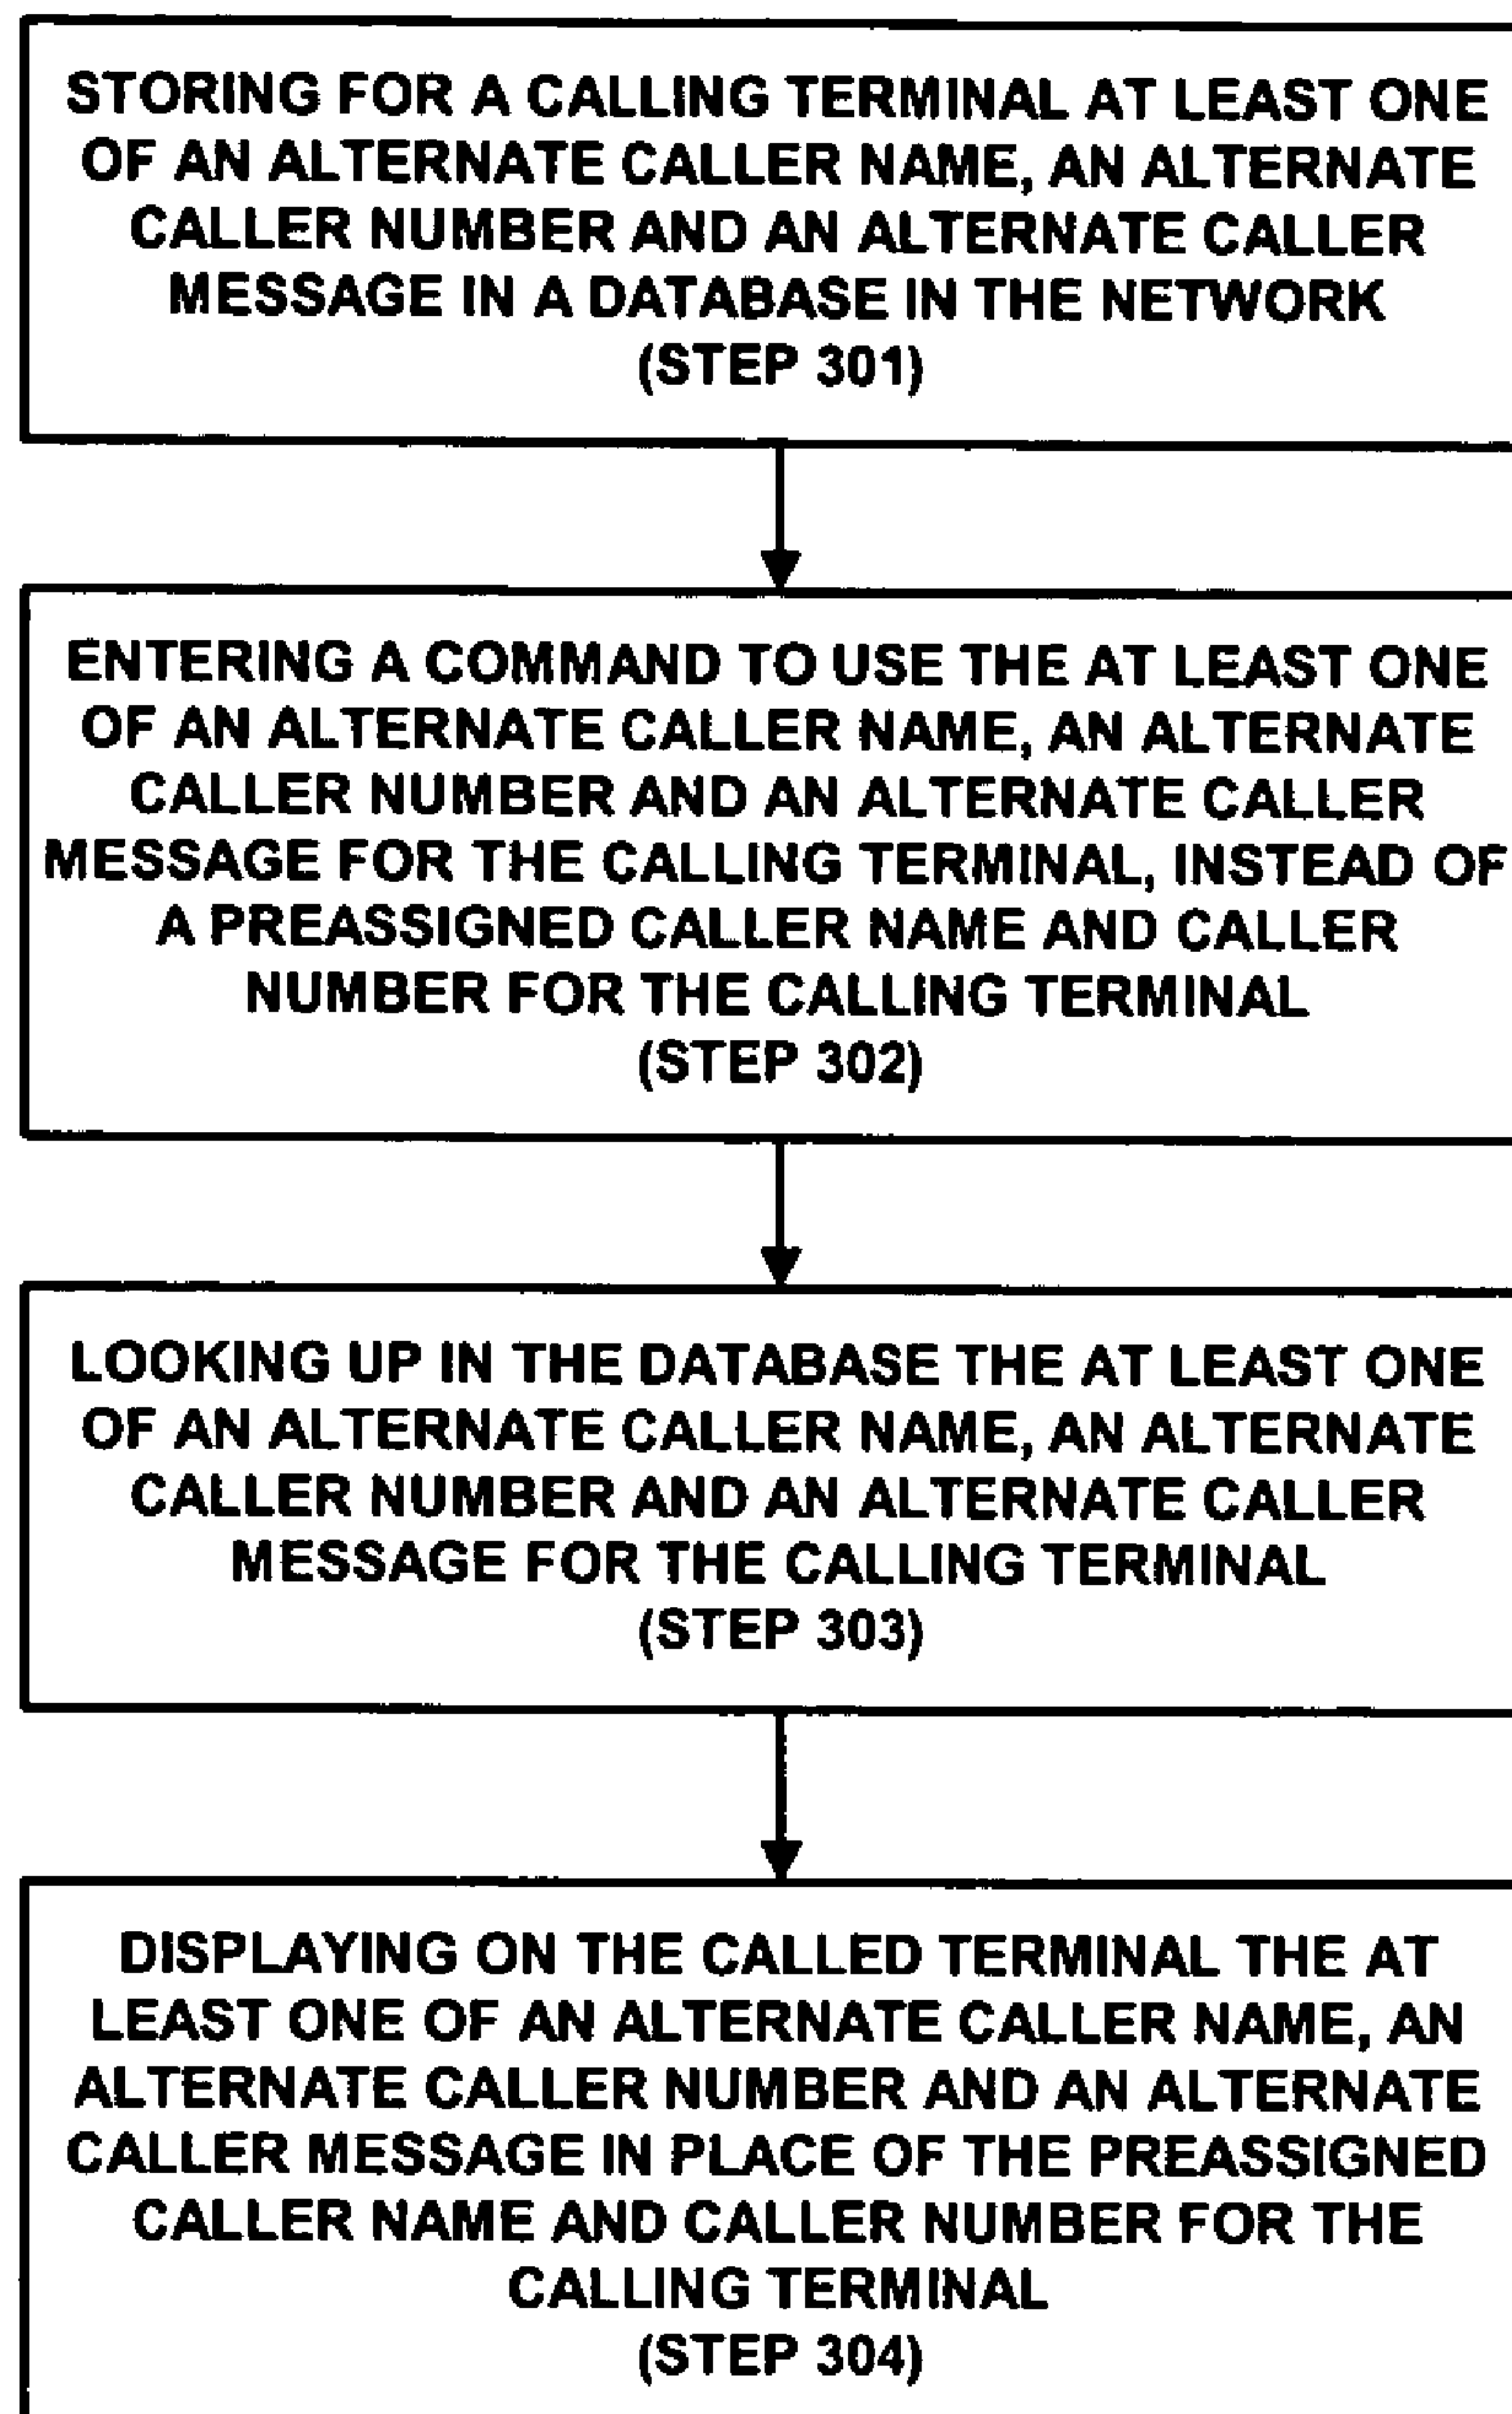 STORING FOR A CALLING TERMINAL AT LEAST ONE
OF AN ALTERNATE CALLER NAME, AN ALTERNATE
CALLER NUMBER AND AN ALTERNATE CALLER
MESSAGE IN A DATABASE IN THE NETWORK
(STEP 301)
ENTERING A COMMAND TO USE THE AT LEAST ONE
OF AN ALTERNATE CALLER NAME, AN ALTERNATE
CALLER NUMBER AND AN ALTERNATE CALLER
MESSAGE FOR THE CALLING TERMINAL, INSTEAD OF
A PREASSIGNED CALLER NAME AND CALLER
NUMBER FOR THE CALLING TERMINAL
(STEP 302)
LOOKING UP IN THE DATABASE THE AT LEAST ONE
OF AN ALTERNATE CALLER NAME, AN ALTERNATE
CALLER NUMBER AND AN ALTERNATE CALLER
MESSAGE FOR THE CALLING TERMINAL
(STEP 303)
DISPLAYING ON THE CALLED TERMINAL THE AT
LEAST ONE OF AN ALTERNATE CALLER NAME, AN
ALTERNATE CALLER NUMBER AND AN ALTERNATE
CALLER MESSAGE IN PLACE OF THE PREASSIGNED
CALLER NAME AND CALLER NUMBER FOR THE
CALLING TERMINAL
(STEP 304)